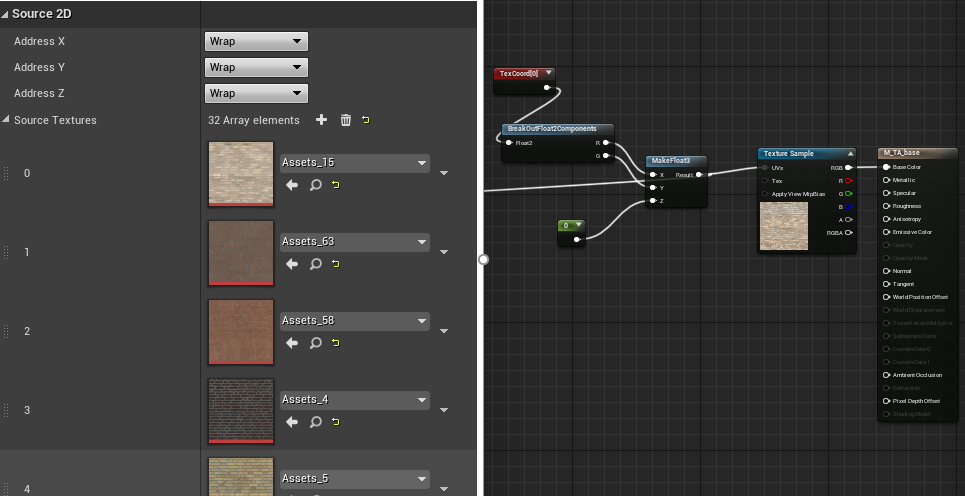 Source 2D
Address X
Wrap
Address Y
Wrap
Address Z
Wrap
Source Textures
32 Array elements
0
Assets_15
1
Assets_63
2
Assets_58
3
Assets_4
4
Assets_5
TexCoord[0]
BreakOutFloat2Components
Float2
R
G
MakeFloat3
X
Result
Y
Z
0
Texture Sample
UVs
RGB
Tex
R
Apply View MipBias
G
B
A
RGBA
M_TA_base
Base Color
Metallic
Specular
Roughness
Anisotropy
Emissive Color
Opacity
Opacity Mask
Normal
Tangent
World Position Offset
World Displacement
Tessellation Multiplier
Subsurface Color
Custom Data 0
Custom Data 1
Ambient Occlusion
Refraction
Pixel Depth Offset
Shading Model